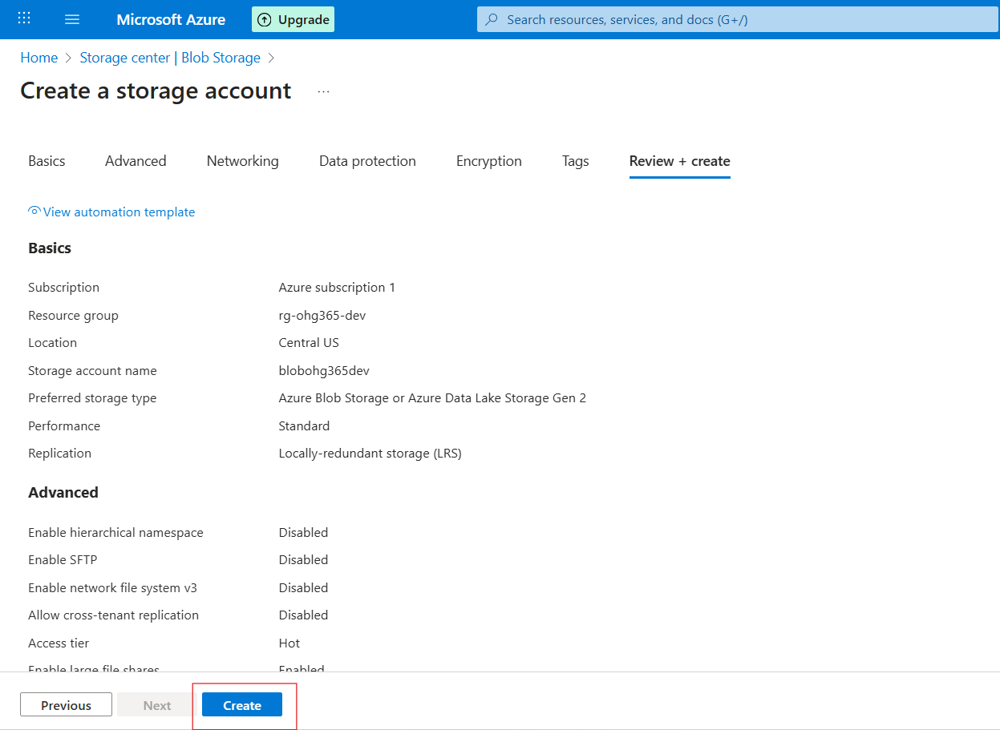 Microsoft Azure Upgrade Search resources, services, and docs (G+/)
Home > Storage center | Blob Storage >
Create a storage account ...
Basics Advanced Networking Data protection Encryption Tags Review + create
View automation template
Basics
Subscription Azure subscription 1
Resource group rg-ohg365-dev
Location Central US
Storage account name blobohg365dev
Preferred storage type Azure Blob Storage or Azure Data Lake Storage Gen 2
Performance Standard
Replication Locally-redundant storage (LRS)
Advanced
Enable hierarchical namespace Disabled
Enable SFTP Disabled
Enable network file system v3 Disabled
Allow cross-tenant replication Disabled
Access tier Hot
Enable large file shares Enabled
Previous Next Create